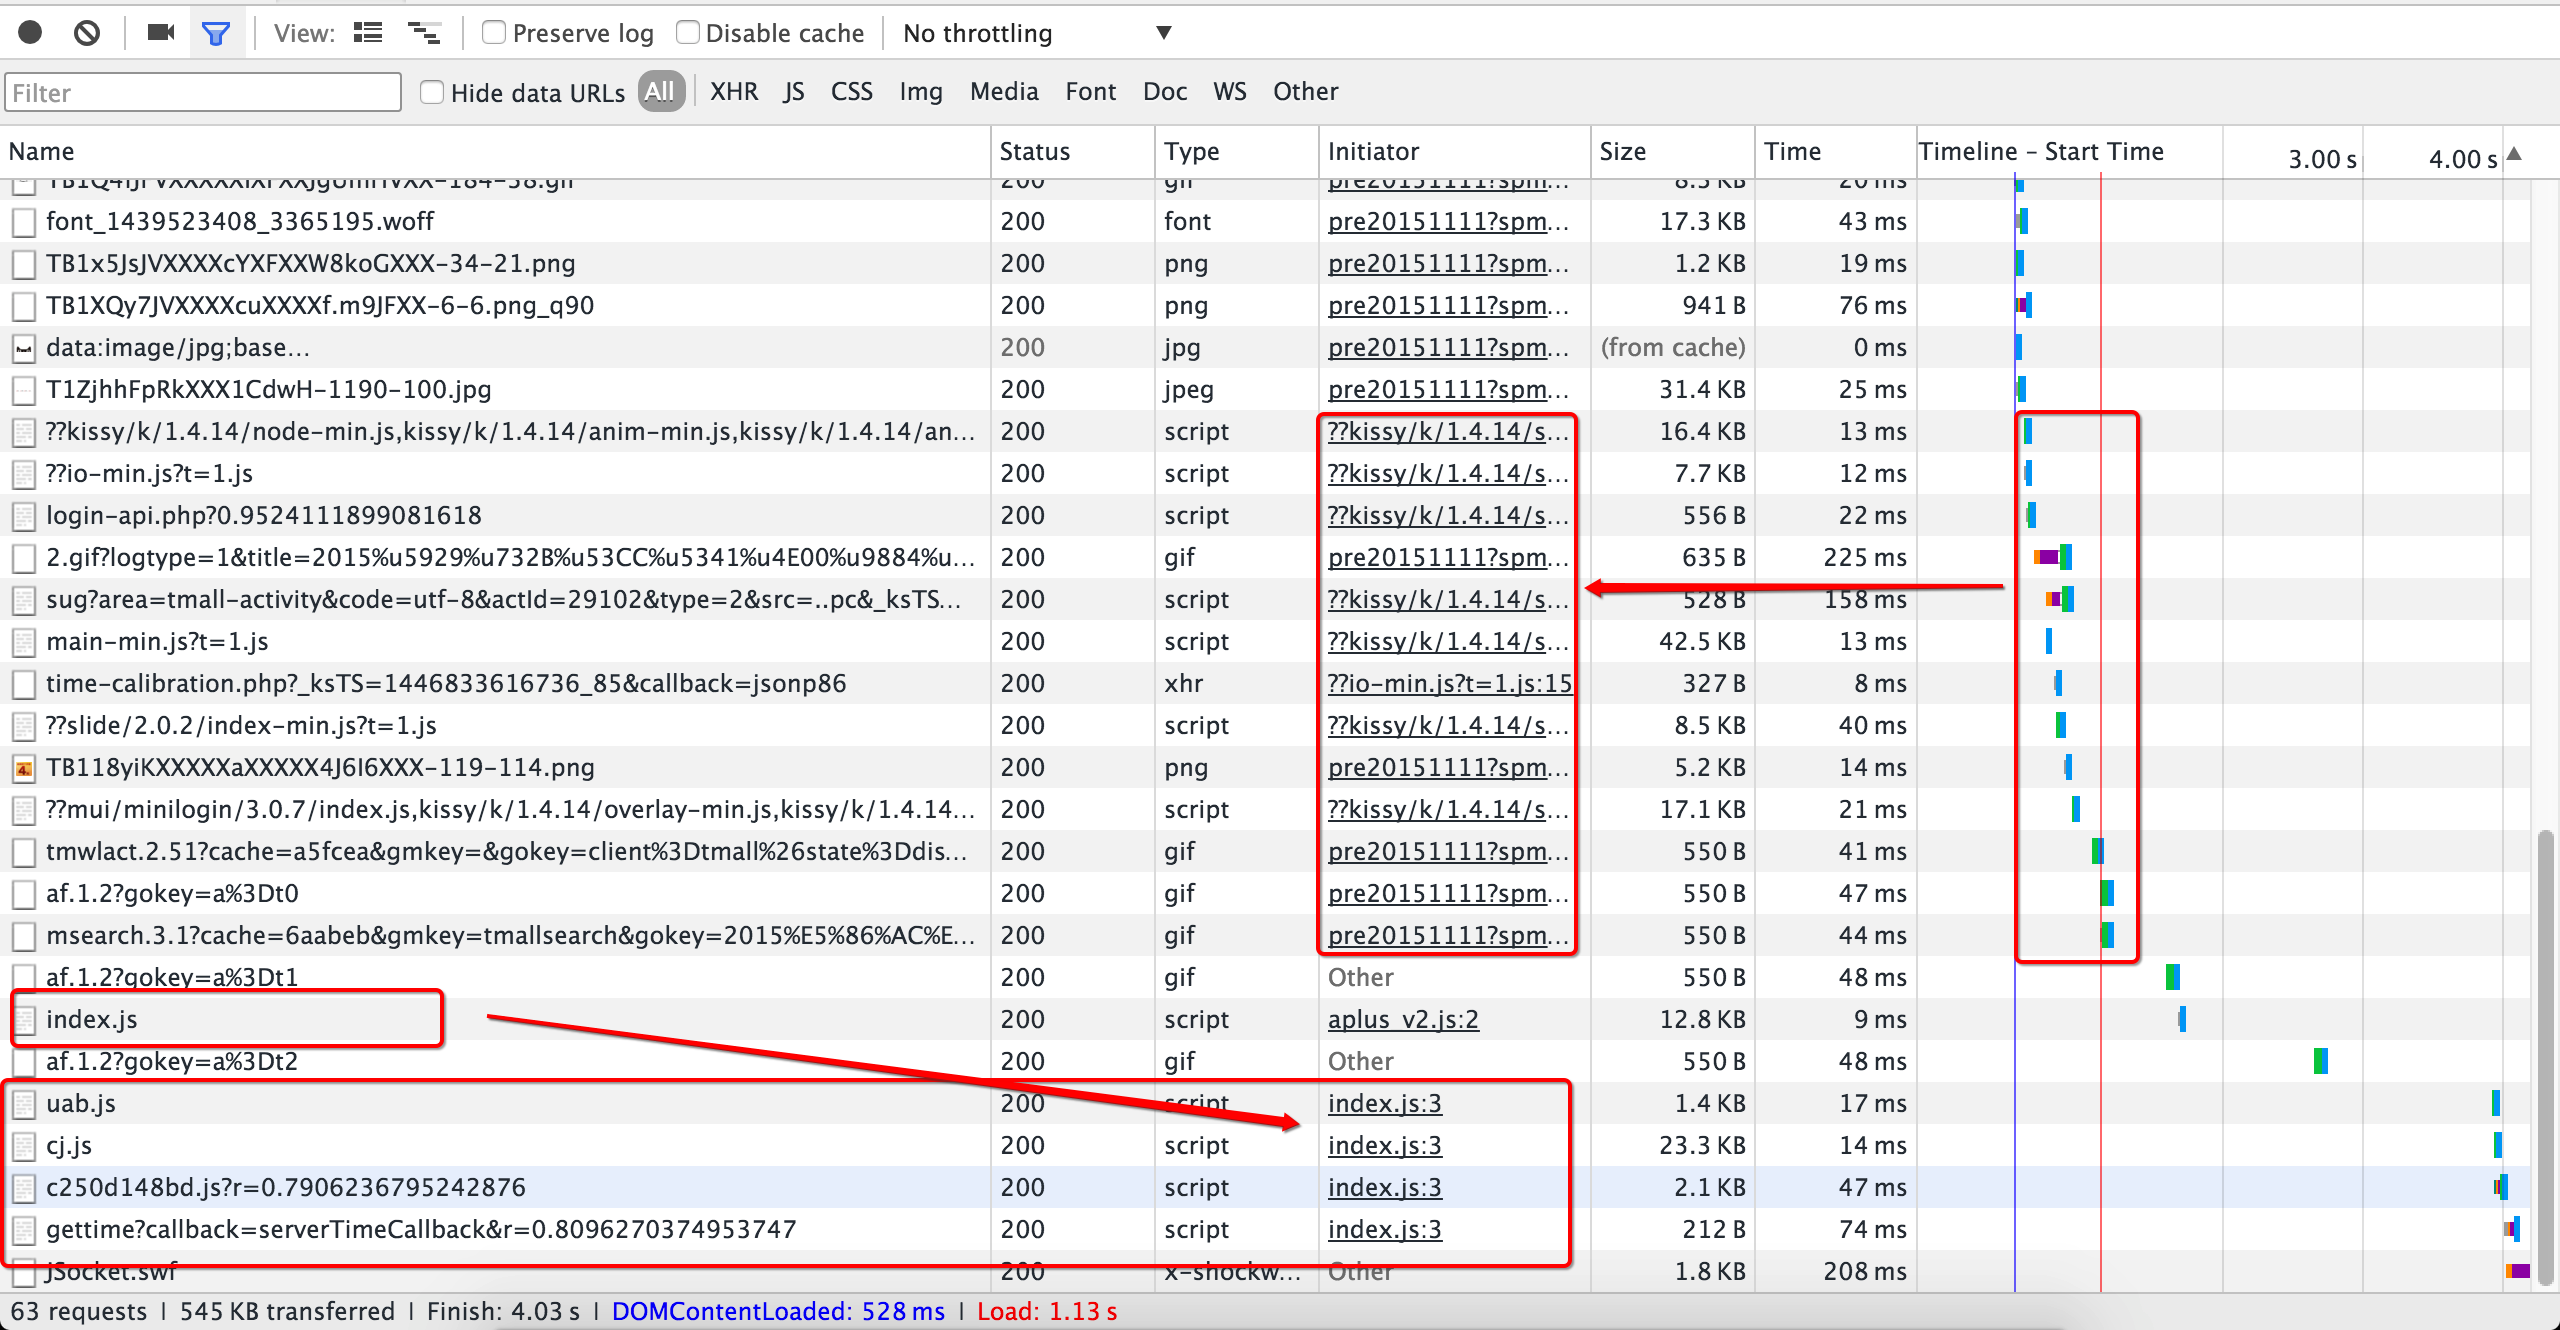 View: Preserve log Disable cache No throttling ▼
Filter Hide data URLs All XHR JS CSS Img Media Font Doc WS Other
Name Status Type Initiator Size Time Timeline – Start Time 3.00 s 4.00 s ▲
200 gif pre20151111?spm... 8.5 KB 20 ms
font_1439523408_3365195.woff 200 font pre20151111?spm... 17.3 KB 43 ms
TB1x5JsJVXXXXcYXFXXW8koGXXX-34-21.png 200 png pre20151111?spm... 1.2 KB 19 ms
TB1XQy7JVXXXXcuXXXXf.m9JFXX-6-6.png_q90 200 png pre20151111?spm... 941 B 76 ms
data:image/jpg;base... 200 jpg pre20151111?spm... (from cache) 0 ms
T1ZjhhFpRkXXX1CdwH-1190-100.jpg 200 jpeg pre20151111?spm... 31.4 KB 25 ms
??kissy/k/1.4.14/node-min.js,kissy/k/1.4.14/anim-min.js,kissy/k/1.4.14/an... 200 script ??kissy/k/1.4.14/s... 16.4 KB 13 ms
??io-min.js?t=1.js 200 script ??kissy/k/1.4.14/s... 7.7 KB 12 ms
login-api.php?0.9524111899081618 200 script ??kissy/k/1.4.14/s... 556 B 22 ms
2.gif?logtype=1&title=2015%u5929%u732B%u53CC%u5341%u4E00%u9884%u... 200 gif pre20151111?spm... 635 B 225 ms
sug?area=tmall-activity&code=utf-8&actId=29102&type=2&src=..pc&_ksTS... 200 script ??kissy/k/1.4.14/s... 528 B 158 ms
main-min.js?t=1.js 200 script ??kissy/k/1.4.14/s... 42.5 KB 13 ms
time-calibration.php?_ksTS=1446833616736_85&callback=jsonp86 200 xhr ??io-min.js?t=1.js:15 327 B 8 ms
??slide/2.0.2/index-min.js?t=1.js 200 script ??kissy/k/1.4.14/s... 8.5 KB 40 ms
TB118yiKXXXXXaXXXXX4J6I6XXX-119-114.png 200 png pre20151111?spm... 5.2 KB 14 ms
??mui/minilogin/3.0.7/index.js,kissy/k/1.4.14/overlay-min.js,kissy/k/1.4.14... 200 script ??kissy/k/1.4.14/s... 17.1 KB 21 ms
tmwlact.2.51?cache=a5fcea&gmkey=&gokey=client%3Dtmall%26state%3Ddis... 200 gif pre20151111?spm... 550 B 41 ms
af.1.2?gokey=a%3Dt0 200 gif pre20151111?spm... 550 B 47 ms
msearch.3.1?cache=6aabeb&gmkey=tmallsearch&gokey=2015%E5%86%AC%E... 200 gif pre20151111?spm... 550 B 44 ms
af.1.2?gokey=a%3Dt1 200 gif Other 550 B 48 ms
index.js 200 script aplus_v2.js:2 12.8 KB 9 ms
af.1.2?gokey=a%3Dt2 200 gif Other 550 B 48 ms
uab.js 200 script index.js:3 1.4 KB 17 ms
cj.js 200 script index.js:3 23.3 KB 14 ms
c250d148bd.js?r=0.7906236795242876 200 script index.js:3 2.1 KB 47 ms
gettime?callback=serverTimeCallback&r=0.8096270374953747 200 script index.js:3 212 B 74 ms
JSocket.swf 200 x-shockw... Other 1.8 KB 208 ms
63 requests | 545 KB transferred | Finish: 4.03 s | DOMContentLoaded: 528 ms | Load: 1.13 s